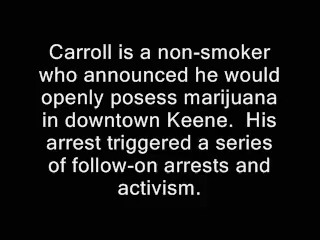 Carroll is a non-smoker
who announced he would
openly posess marijuana
in downtown Keene.  His
arrest triggered a series
of follow-on arrests and
activism.